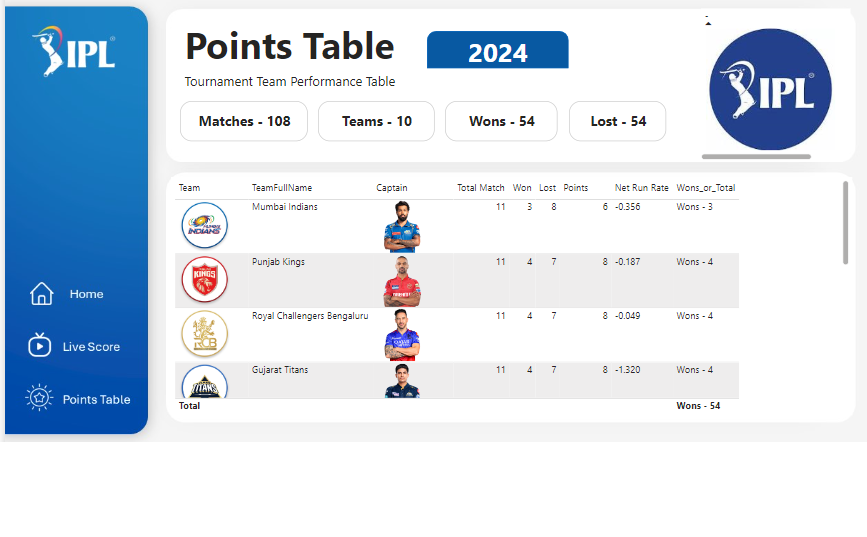 IPL
Home
Live Score
Points Table
Points Table
2024
Tournament Team Performance Table
Matches - 108
Teams - 10
Wons - 54
Lost - 54
IPL
Team TeamFullName Captain Total Match Won Lost Points Net Run Rate Wons_or_Total
MUMBAI INDIANS Mumbai Indians 11 3 8 6 -0.356 Wons - 3
KINGS Punjab Kings 11 4 7 8 -0.187 Wons - 4
RCB Royal Challengers Bengaluru 11 4 7 8 -0.049 Wons - 4
TITANS Gujarat Titans 11 4 7 8 -1.320 Wons - 4
Total Wons - 54